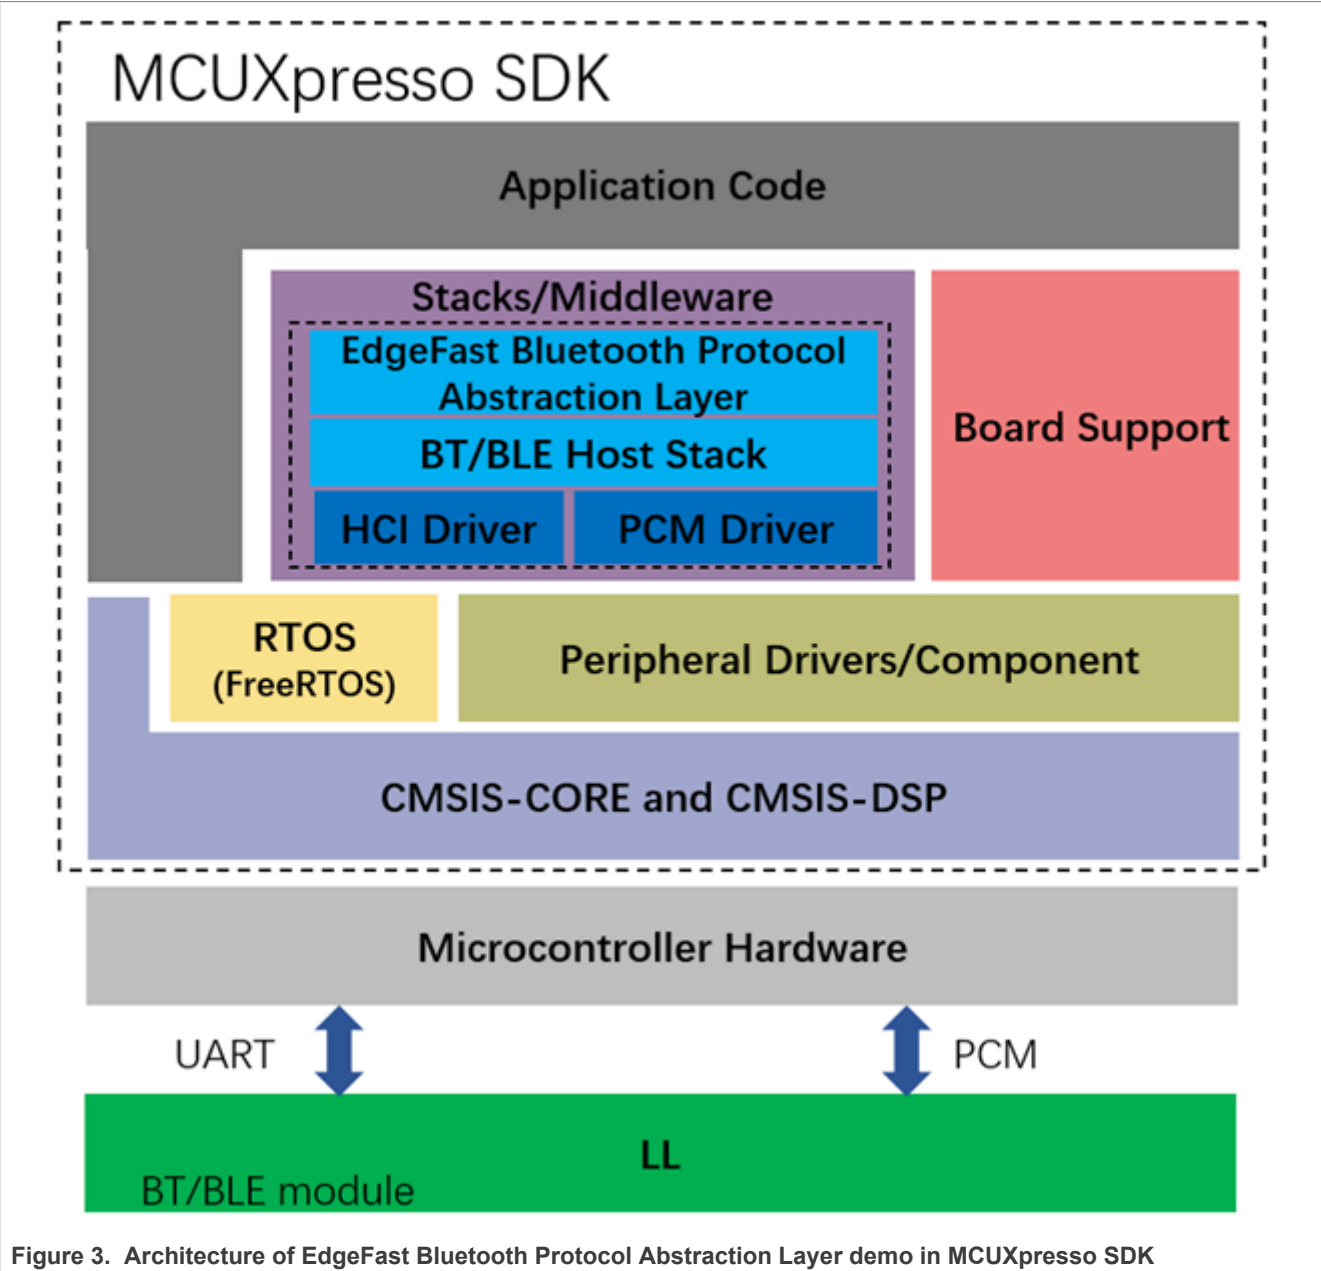 MCUXpresso SDK
Application Code
Stacks/Middleware
EdgeFast Bluetooth Protocol
Abstraction Layer
BT/BLE Host Stack
HCI Driver
PCM Driver
Board Support
RTOS
(FreeRTOS)
Peripheral Drivers/Component
CMSIS-CORE and CMSIS-DSP
Microcontroller Hardware
UART
PCM
LL
BT/BLE module
Figure 3. Architecture of EdgeFast Bluetooth Protocol Abstraction Layer demo in MCUXpresso SDK